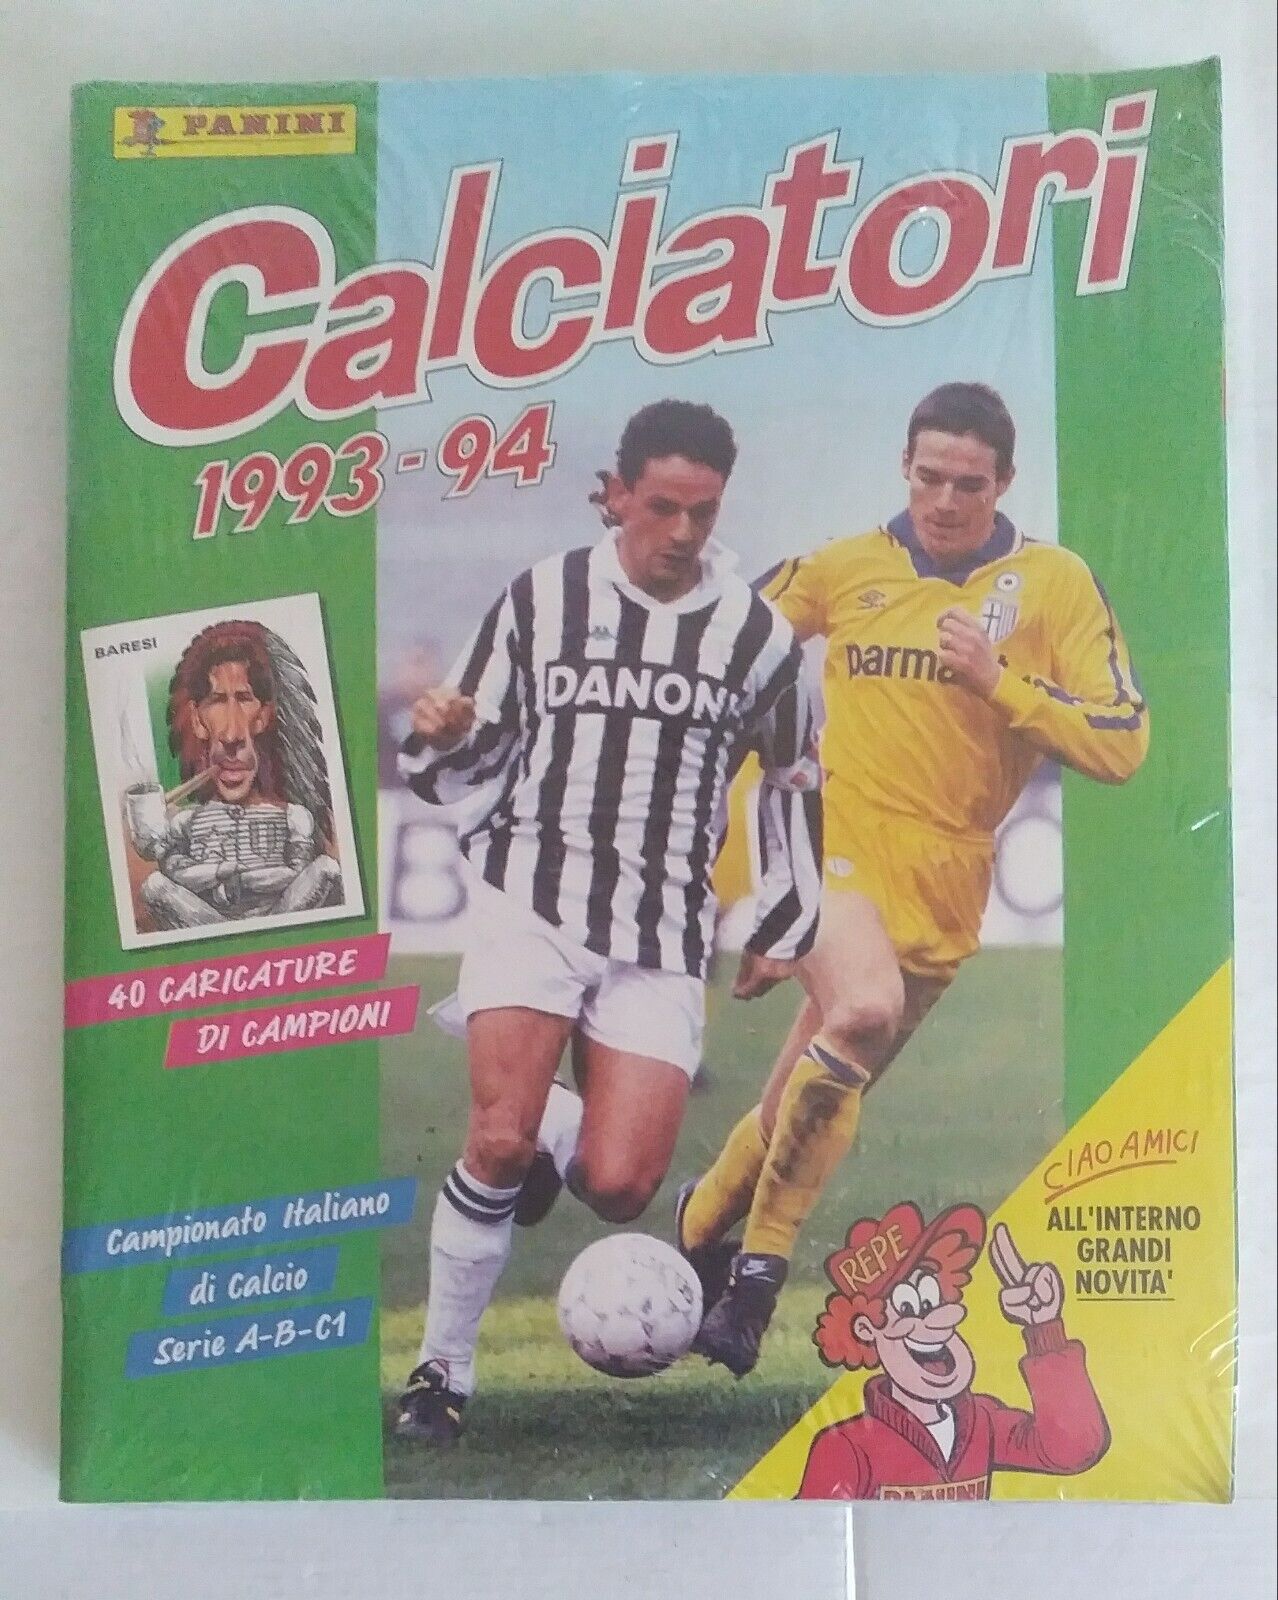 PANINI
Calciatori
1993-94
BARESI
DANON
parma
40 CARICATURE
DI CAMPIONI
Campionato Italiano
di Calcio
Serie A-B-C1
CIAO AMICI
ALL'INTERNO
GRANDI
NOVITA'
REPE
PANINI